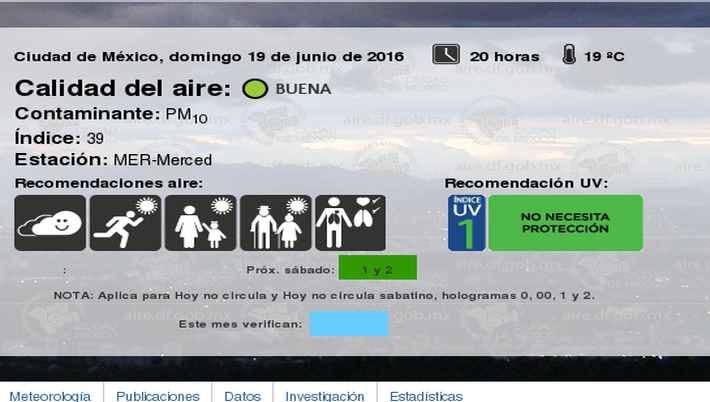 Ciudad de México, domingo 19 de junio de 2016 20 horas 19 ºC
Calidad del aire: BUENA
Contaminante: PM10
Índice: 39
Estación: MER-Merced
Recomendaciones aire: Recomendación UV:
ÍNDICE
UV
1
NO NECESITA
PROTECCIÓN
: Próx. sábado: 1 y 2
NOTA: Aplica para Hoy no circula y Hoy no circula sabatino, hologramas 0, 00, 1 y 2.
Este mes verifican:
Meteorología Publicaciones Datos Investigación Estadísticas
aire.df.gob.mx
CIUDAD
DE MÉXICO